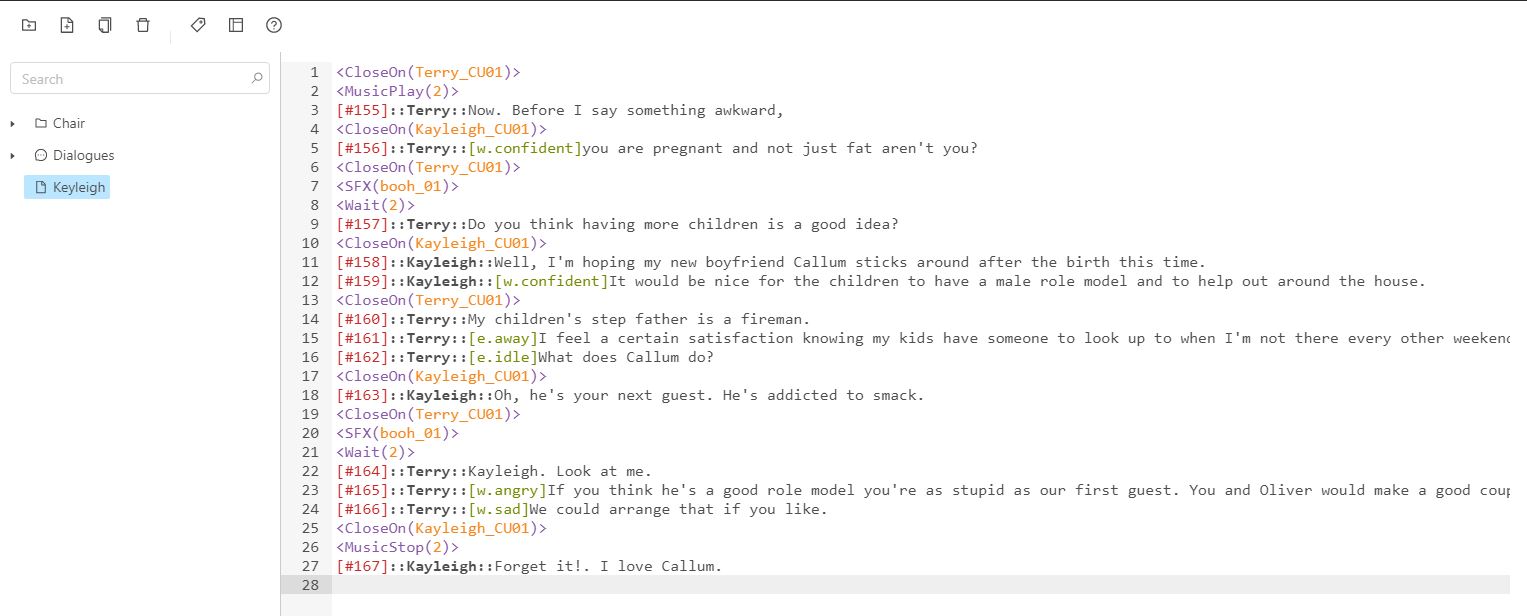 Search
Chair
Dialogues
Keyleigh
1 <CloseOn(Terry_CU01)>
2 <MusicPlay(2)>
3 [#155]::Terry::Now. Before I say something awkward,
4 <CloseOn(Kayleigh_CU01)>
5 [#156]::Terry::[w.confident]you are pregnant and not just fat aren't you?
6 <CloseOn(Terry_CU01)>
7 <SFX(booh_01)>
8 <Wait(2)>
9 [#157]::Terry::Do you think having more children is a good idea?
10 <CloseOn(Kayleigh_CU01)>
11 [#158]::Kayleigh::Well, I'm hoping my new boyfriend Callum sticks around after the birth this time.
12 [#159]::Kayleigh::[w.confident]It would be nice for the children to have a male role model and to help out around the house.
13 <CloseOn(Terry_CU01)>
14 [#160]::Terry::My children's step father is a fireman.
15 [#161]::Terry::[e.away]I feel a certain satisfaction knowing my kids have someone to look up to when I'm not there every other weekend
16 [#162]::Terry::[e.idle]What does Callum do?
17 <CloseOn(Kayleigh_CU01)>
18 [#163]::Kayleigh::Oh, he's your next guest. He's addicted to smack.
19 <CloseOn(Terry_CU01)>
20 <SFX(booh_01)>
21 <Wait(2)>
22 [#164]::Terry::Kayleigh. Look at me.
23 [#165]::Terry::[w.angry]If you think he's a good role model you're as stupid as our first guest. You and Oliver would make a good coup
24 [#166]::Terry::[w.sad]We could arrange that if you like.
25 <CloseOn(Kayleigh_CU01)>
26 <MusicStop(2)>
27 [#167]::Kayleigh::Forget it!. I love Callum.
28